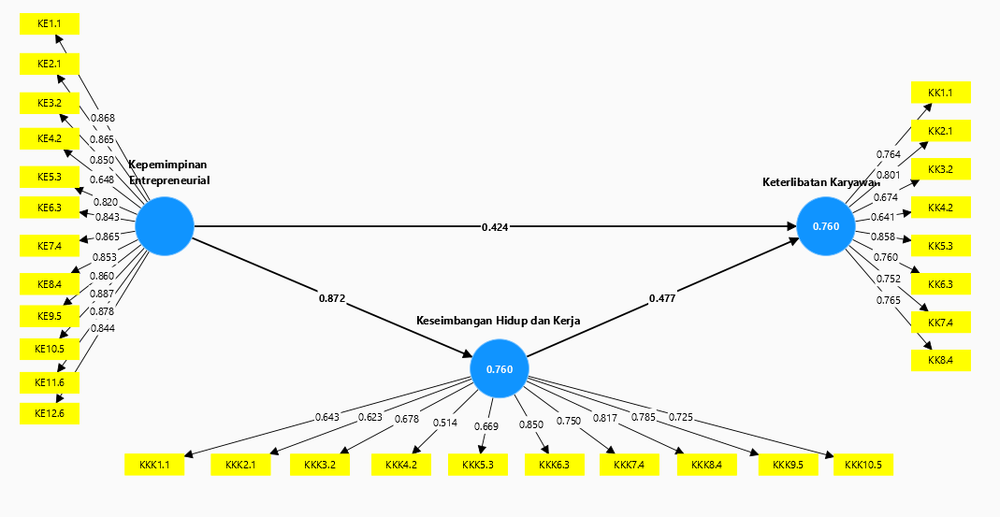 KE1.1
KE2.1
KE3.2
KE4.2
KE5.3
KE6.3
KE7.4
KE8.4
KE9.5
KE10.5
KE11.6
KE12.6
0.868
0.865
0.850
0.648
0.820
0.843
0.865
0.853
0.860
0.887
0.878
0.844
Kepemimpinan
Entrepreneurial
0.424
0.872
0.477
Keterlibatan Karyawan
0.760
0.764
0.801
0.674
0.641
0.858
0.760
0.752
0.765
KK1.1
KK2.1
KK3.2
KK4.2
KK5.3
KK6.3
KK7.4
KK8.4
Keseimbangan Hidup dan Kerja
0.760
0.643
0.623
0.678
0.514
0.669
0.850
0.750
0.817
0.785
0.725
KKK1.1
KKK2.1
KKK3.2
KKK4.2
KKK5.3
KKK6.3
KKK7.4
KKK8.4
KKK9.5
KKK10.5